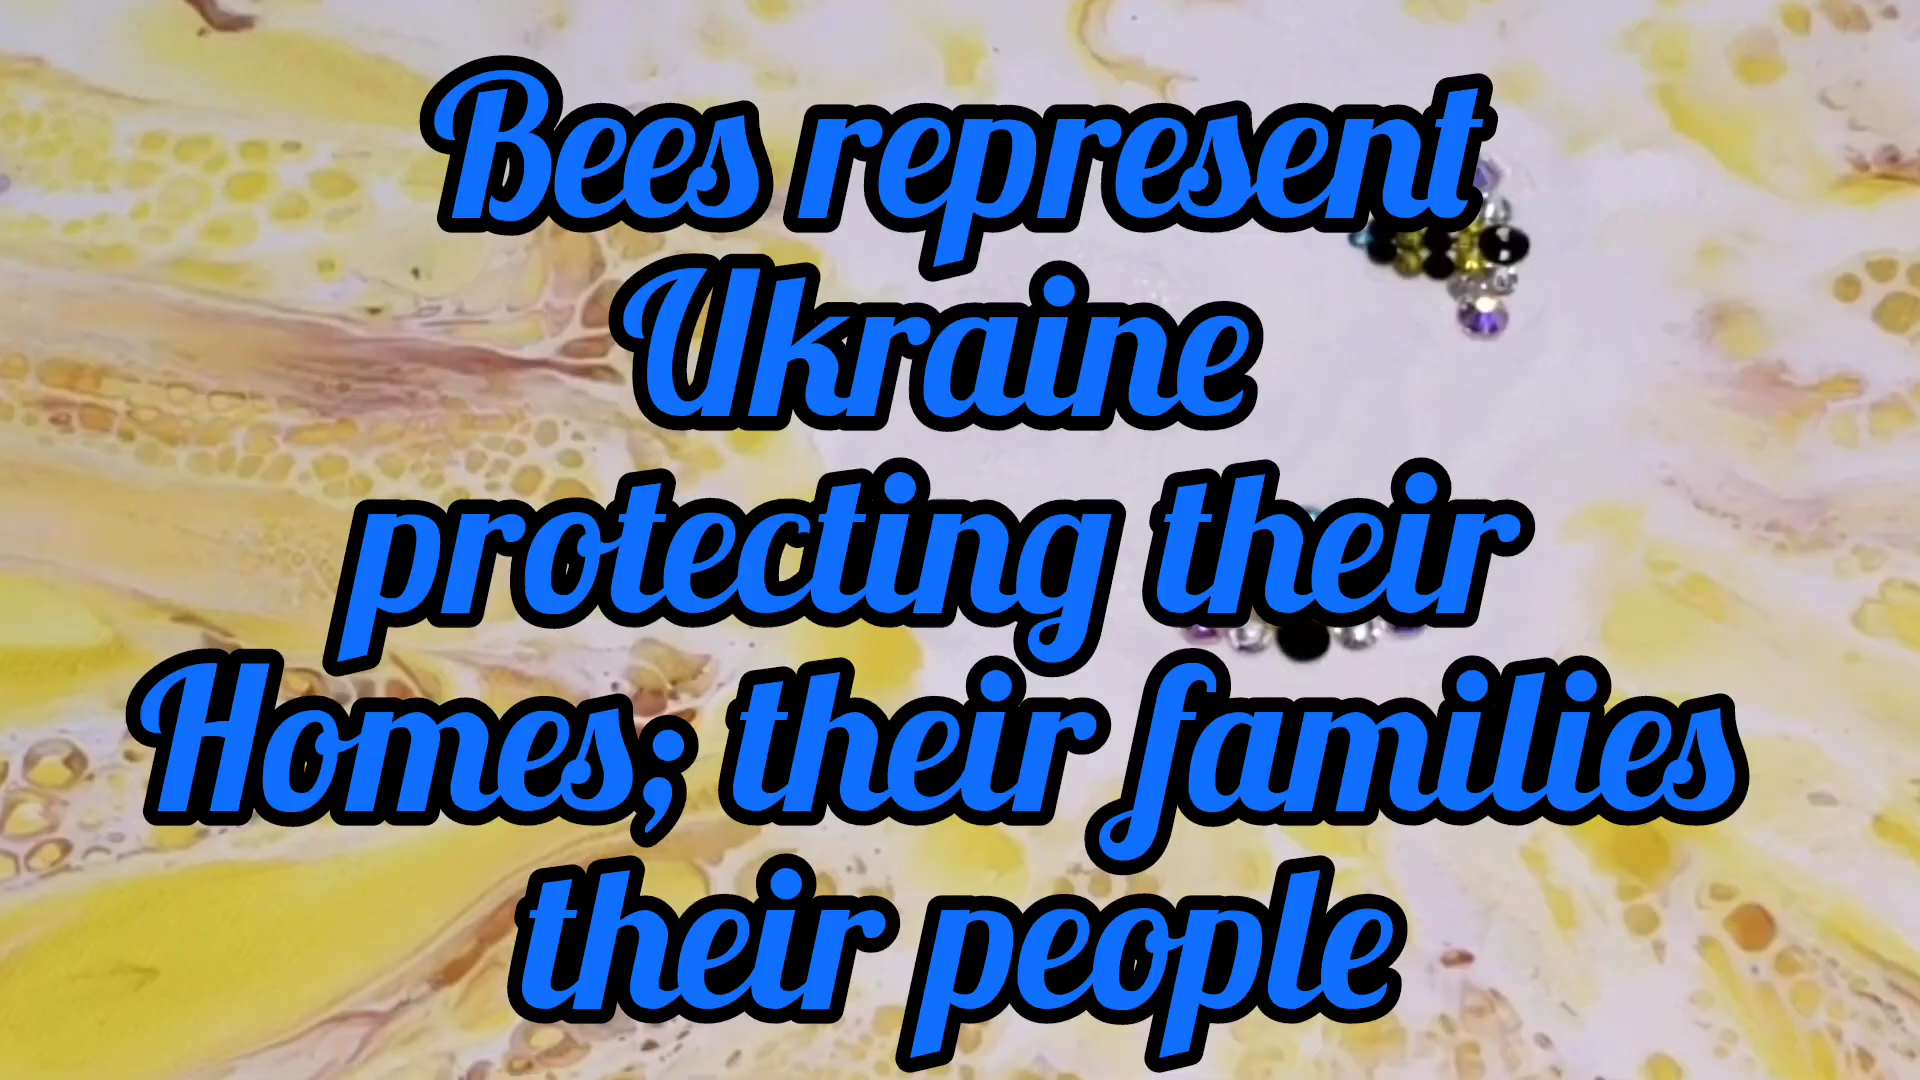 Bees represent
Ukraine
protecting their
Homes; their families
their people